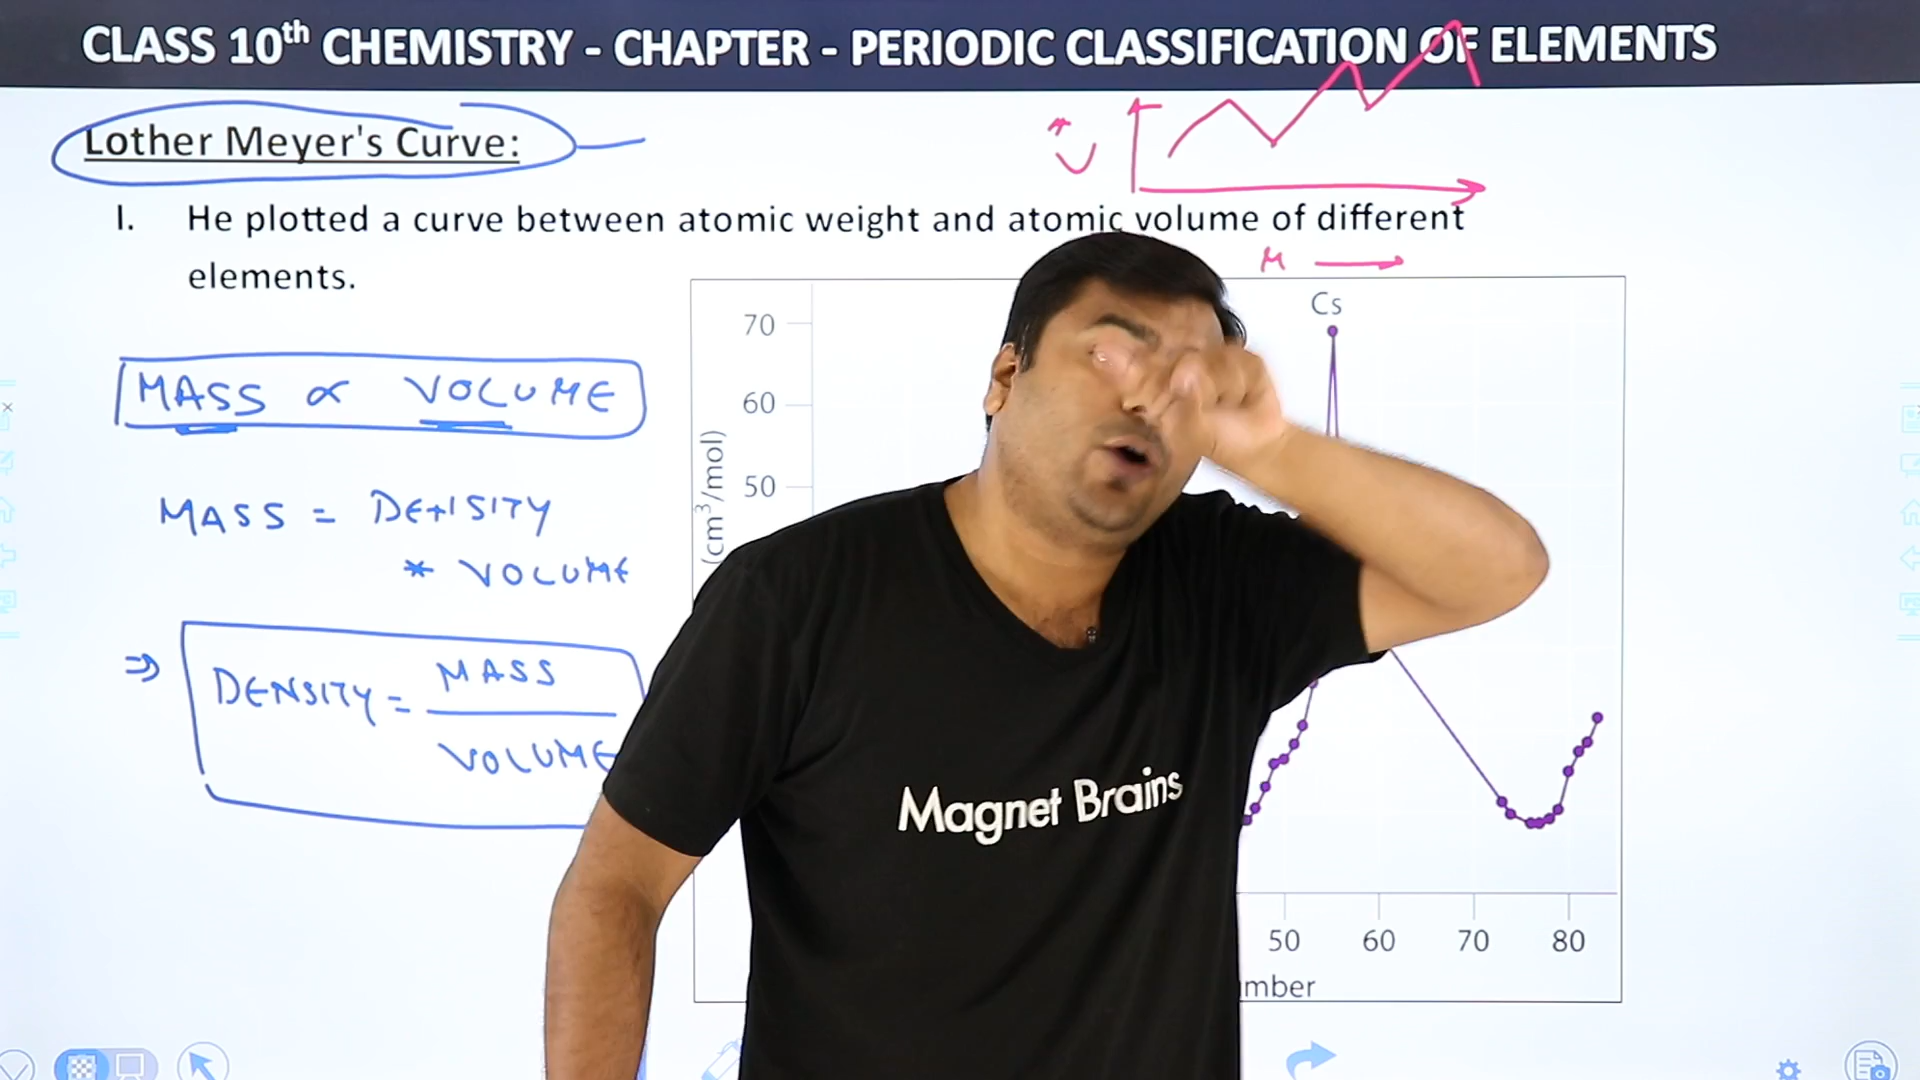 CLASS 10th CHEMISTRY - CHAPTER - PERIODIC CLASSIFICATION OF ELEMENTS
Lother Meyer's Curve:
V
I. He plotted a curve between atomic weight and atomic volume of different
elements.
M
MASS ∝ VOLUME
MASS = DENSITY
* VOLUME
⇒ DENSITY = MASS
VOLUME
Cs
70
60
50
(cm³/mol)
50 60 70 80
mber
Magnet Brains